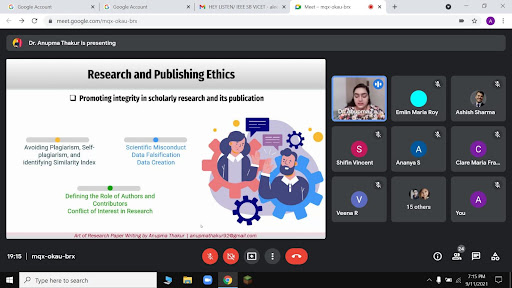 Google Account
Google Account
HEY LISTEN! IEEE SB VICET - alex
Meet – mqx-okau-brx
meet.google.com/mqx-okau-brx
A
Dr. Anupma Thakur is presenting
Research and Publishing Ethics
Promoting integrity in scholarly research and its publication
Avoiding Plagiarism, Self-
plagiarism, and
identifying Similarity Index
Scientific Misconduct
Data Falsification
Data Creation
Defining the Role of Authors and
Contributors
Conflict of Interest in Research
Art of Research Paper Writing by Anupma Thakur | anupmathakur92@gmail.com
Emlin Maria Roy
Ashish Sharma
S
Shifin Vincent
A
Ananya S
C
Clare Maria Fra...
V
Veena R
15 others
A
You
19:15
mqx-okau-brx
24
Type here to search
7:15 PM
9/11/2021